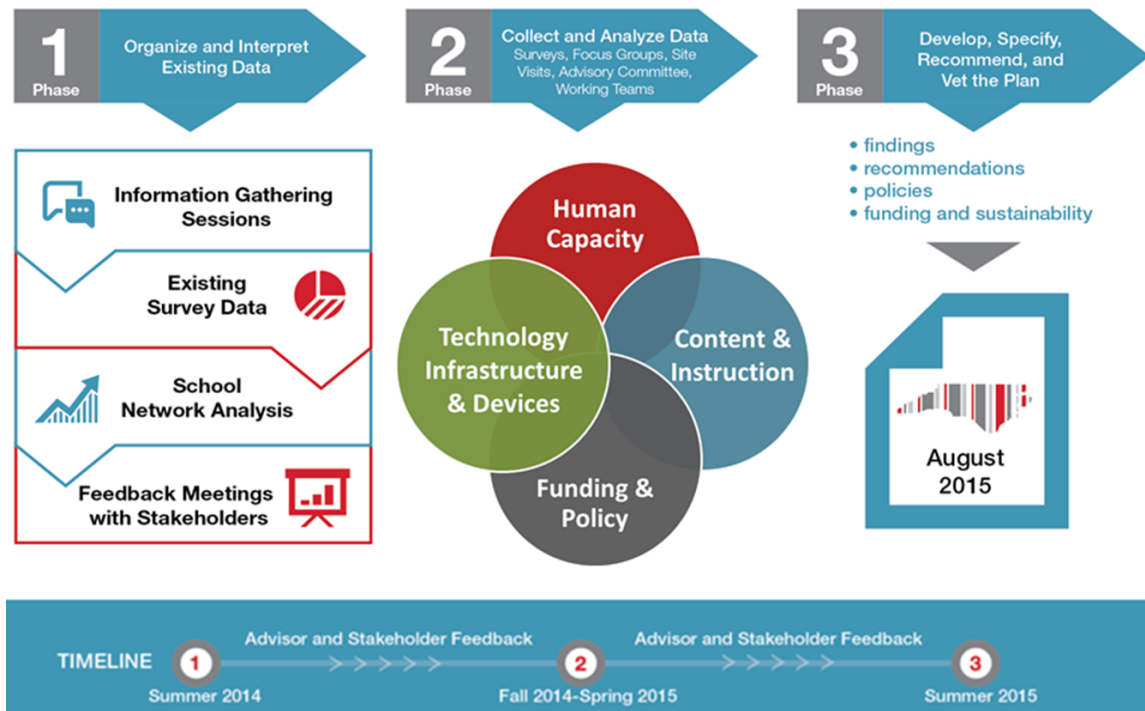 1
Phase
Organize and Interpret
Existing Data
2
Phase
Collect and Analyze Data
Surveys, Focus Groups, Site
Visits, Advisory Committee,
Working Teams
3
Phase
Develop, Specify,
Recommend, and
Vet the Plan
Information Gathering
Sessions
Existing
Survey Data
School
Network Analysis
Feedback Meetings
with Stakeholders
Human
Capacity
Technology
Infrastructure
& Devices
Content &
Instruction
Funding &
Policy
• findings
• recommendations
• policies
• funding and sustainability
August
2015
TIMELINE
1
Summer 2014
Advisor and Stakeholder Feedback
2
Fall 2014-Spring 2015
Advisor and Stakeholder Feedback
3
Summer 2015